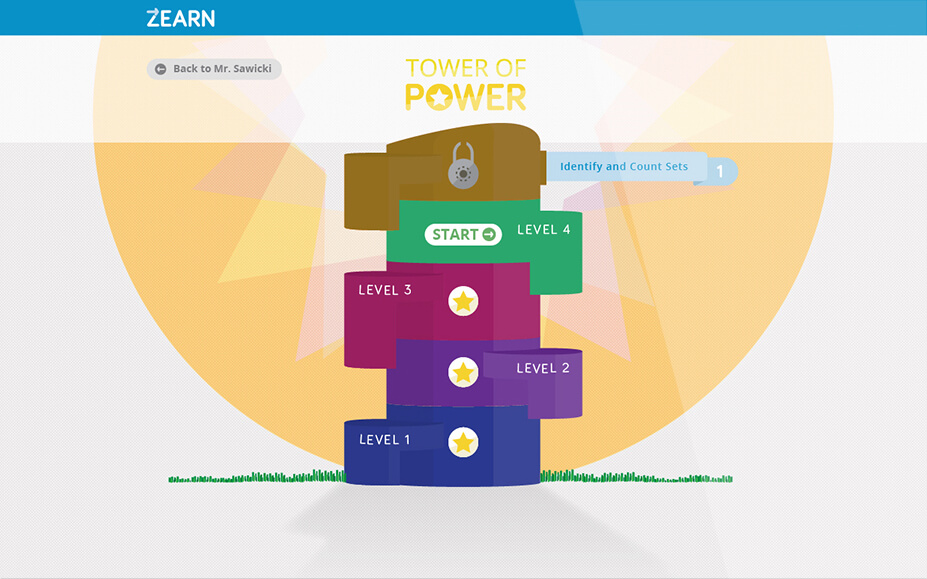 ZEARN
Back to Mr. Sawicki
TOWER OF
POWER
Identify and Count Sets
1
START
LEVEL 4
LEVEL 3
LEVEL 2
LEVEL 1